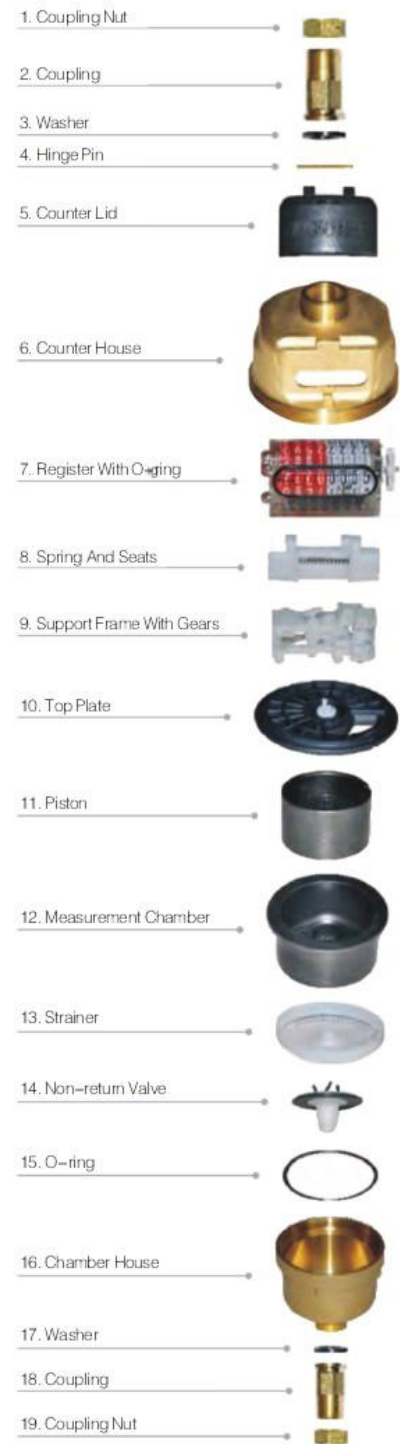 1. Coupling Nut
2. Coupling
3. Washer
4. Hinge Pin
5. Counter Lid
6. Counter House
7. Register With O-ring
8. Spring And Seats
9. Support Frame With Gears
10. Top Plate
11. Piston
12. Measurement Chamber
13. Strainer
14. Non-return Valve
15. O-ring
16. Chamber House
17. Washer
18. Coupling
19. Coupling Nut